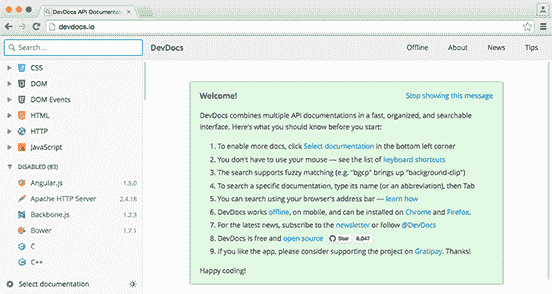 DevDocs API Documentati
devdocs.io
Search...
DevDocs
Offline
About
News
Tips
CSS
DOM
DOM Events
HTML
HTTP
JavaScript
DISABLED (83)
Angular.js 1.5.0
Apache HTTP Server 2.4.18
Backbone.js 1.2.3
Bower 1.7.1
C
C++
Select documentation
Welcome!
Stop showing this message
DevDocs combines multiple API documentations in a fast, organized, and searchable
interface. Here's what you should know before you start:
1. To enable more docs, click Select documentation in the bottom left corner
2. You don't have to use your mouse — see the list of keyboard shortcuts
3. The search supports fuzzy matching (e.g. "bgcp" brings up "background-clip")
4. To search a specific documentation, type its name (or an abbreviation), then Tab
5. You can search using your browser's address bar — learn how
6. DevDocs works offline, on mobile, and can be installed on Chrome and Firefox.
7. For the latest news, subscribe to the newsletter or follow @DevDocs
8. DevDocs is free and open source Star 8,047
9. If you like the app, please consider supporting the project on Gratipay. Thanks!
Happy coding!